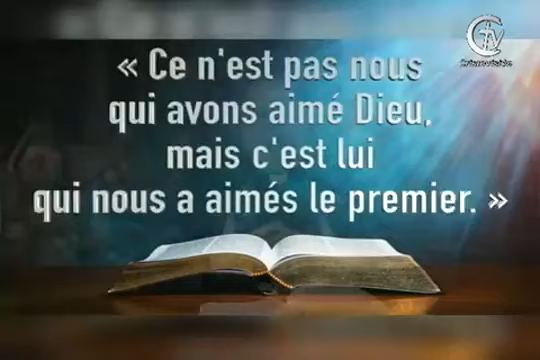 « Ce n'est pas nous
qui avons aimé Dieu,
mais c'est lui
qui nous a aimés le premier. »